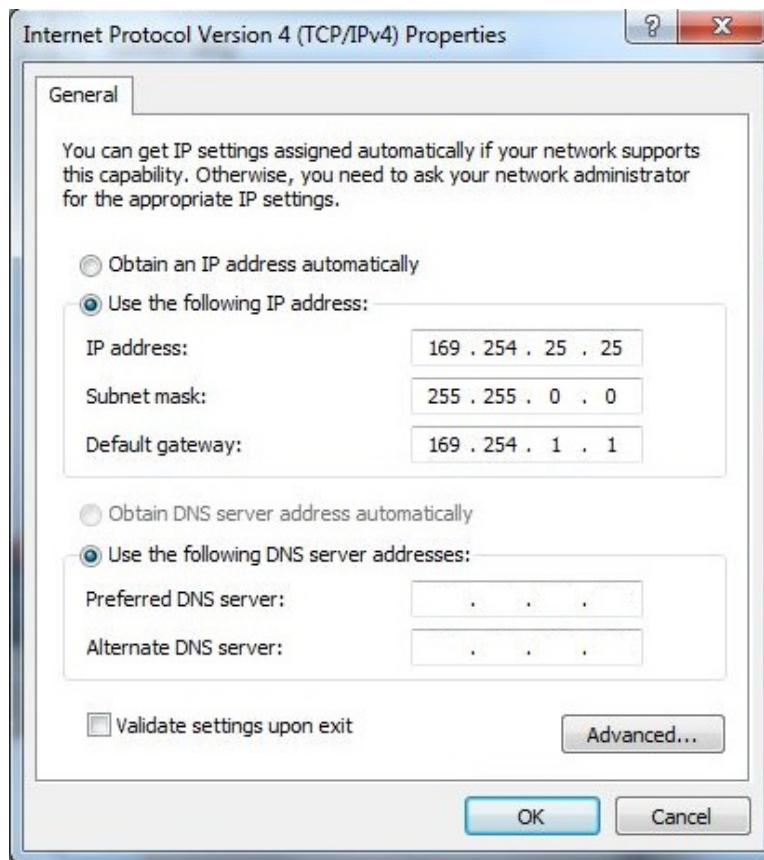 Internet Protocol Version 4 (TCP/IPv4) Properties
?
X
General
You can get IP settings assigned automatically if your network supports
this capability. Otherwise, you need to ask your network administrator
for the appropriate IP settings.
Obtain an IP address automatically
Use the following IP address:
IP address: 169 . 254 . 25 . 25
Subnet mask: 255 . 255 . 0 . 0
Default gateway: 169 . 254 . 1 . 1
Obtain DNS server address automatically
Use the following DNS server addresses:
Preferred DNS server: . . .
Alternate DNS server: . . .
Validate settings upon exit
Advanced...
OK Cancel